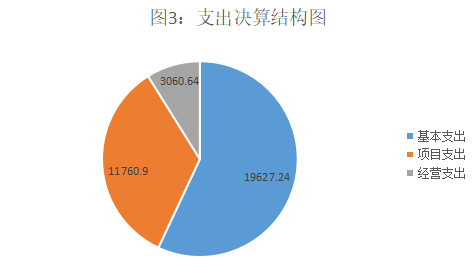 图3：支出决算结构图
3060.64
11760.9
19627.24
基本支出
项目支出
经营支出